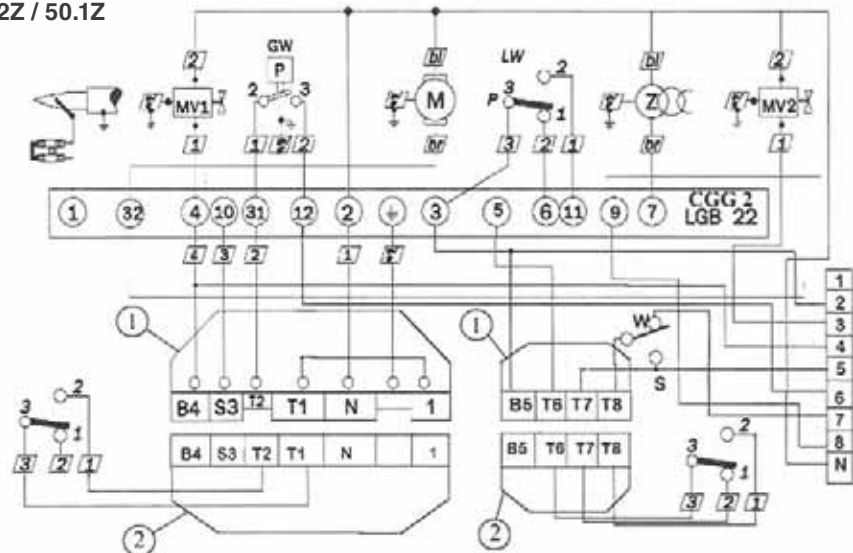 2Z / 50.1Z
2 GW bl LW bl 2
P 2
MV1 2 3 M P 3 1 Z MV2
1 1 2 br 3 2 1 br 1
CGG 2
1 32 4 10 31 12 2 3 5 6 11 9 7 LGB 22
4 3 2 1
1
2
1 1 W 3
4
S 5
2 B4 S3 T2 T1 N 1 B5 T6 T7 T8 6
3 7
1 B4 S3 T2 T1 N 1 B5 T6 T7 T8 2 8
3 1 N
3 2 1 3 2 1
2 2